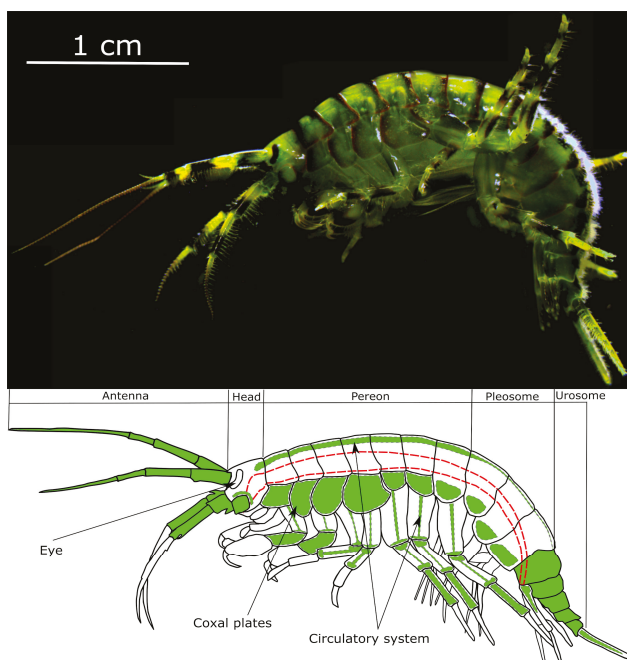 1 cm
Antenna
Head
Pereon
Pleosome
Urosome
Eye
Coxal plates
Circulatory system